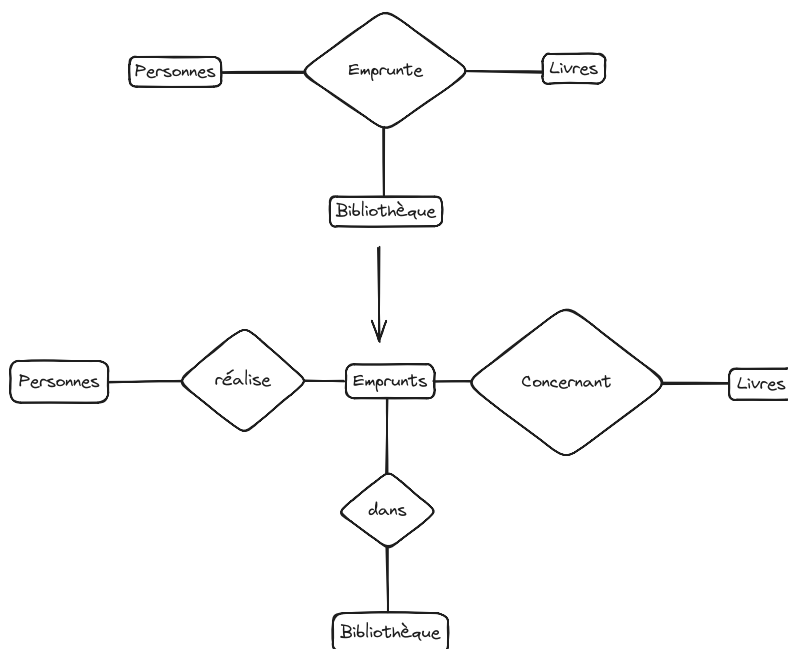 Personnes
Emprunte
Livres
Bibliothèque
Personnes
réalise
Emprunts
Concernant
Livres
dans
Bibliothèque